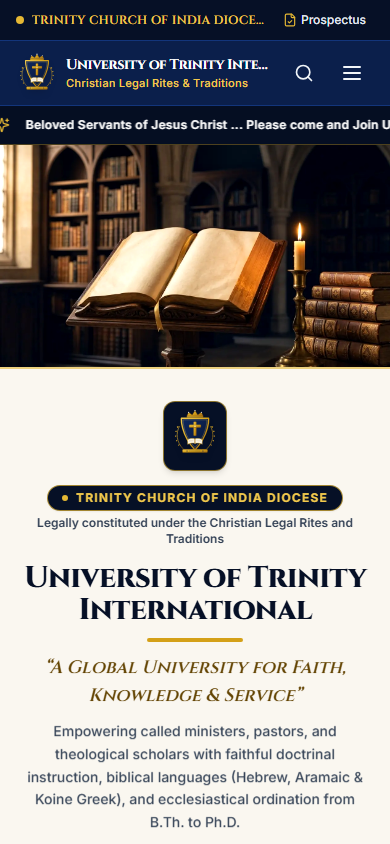 TRINITY CHURCH OF INDIA DIOCE...
Prospectus
University of Trinity Inte...
Christian Legal Rites & Traditions
Beloved Servants of Jesus Christ ... Please come and Join U
TRINITY CHURCH OF INDIA DIOCESE
Legally constituted under the Christian Legal Rites and
Traditions
University of Trinity
International
“A Global University for Faith,
Knowledge & Service”
Empowering called ministers, pastors, and
theological scholars with faithful doctrinal
instruction, biblical languages (Hebrew, Aramaic &
Koine Greek), and ecclesiastical ordination from
B.Th. to Ph.D.